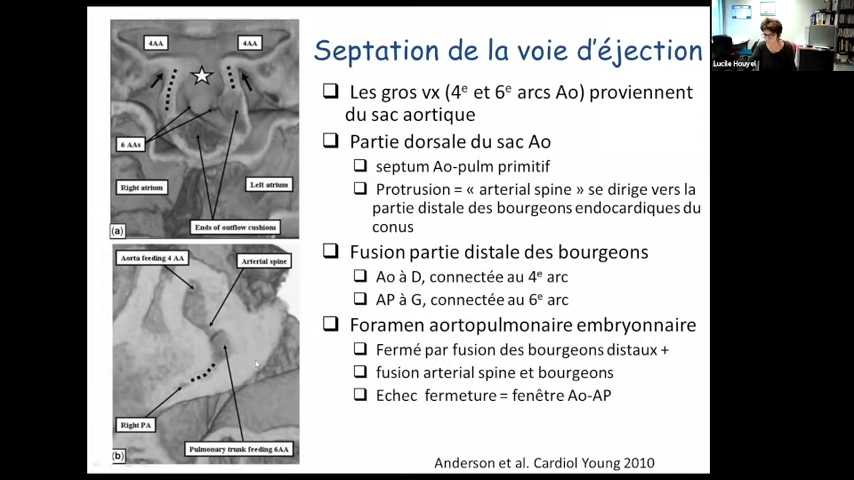 4AA
4AA
6 AAs
Right atrium
Left atrium
Ends of outflow cushions
(a)
Aorta feeding 4 AA
Arterial spine
Right PA
Pulmonary trunk feeding 6AA
(b)
Septation de la voie d'éjection
Les gros vx (4e et 6e arcs Ao) proviennent
du sac aortique
Partie dorsale du sac Ao
septum Ao-pulm primitif
Protrusion = « arterial spine » se dirige vers la
partie distale des bourgeons endocardiques du
conus
Fusion partie distale des bourgeons
Ao à D, connectée au 4e arc
AP à G, connectée au 6e arc
Foramen aortopulmonaire embryonnaire
Fermé par fusion des bourgeons distaux +
fusion arterial spine et bourgeons
Echec fermeture = fenêtre Ao-AP
Anderson et al. Cardiol Young 2010
Lucile Houyel